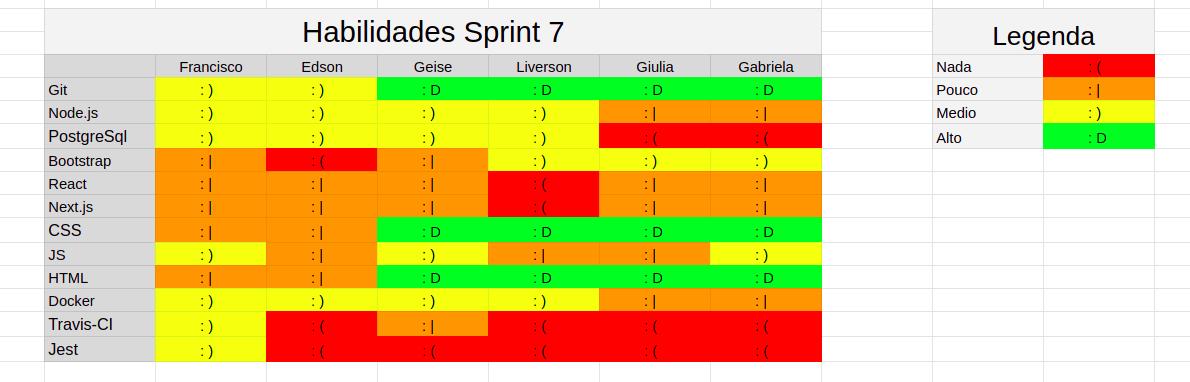 Habilidades Sprint 7
Legenda
Francisco Edson Geise Liverson Giulia Gabriela
Nada : (
Git : ) : ) : D : D : D : D
Pouco : |
Node.js : ) : ) : ) : ) : | : |
Medio : )
PostgreSql : ) : ) : ) : ) : ( : (
Alto : D
Bootstrap : | : ( : | : ) : ) : )
React : | : | : | : ( : | : |
Next.js : | : | : | : ( : | : |
CSS : | : | : D : D : D : D
JS : ) : | : ) : | : | : )
HTML : | : | : D : D : D : D
Docker : ) : ) : ) : ) : | : |
Travis-CI : ) : ( : | : ( : ( : (
Jest : ) : ( : ( : ( : ( : (